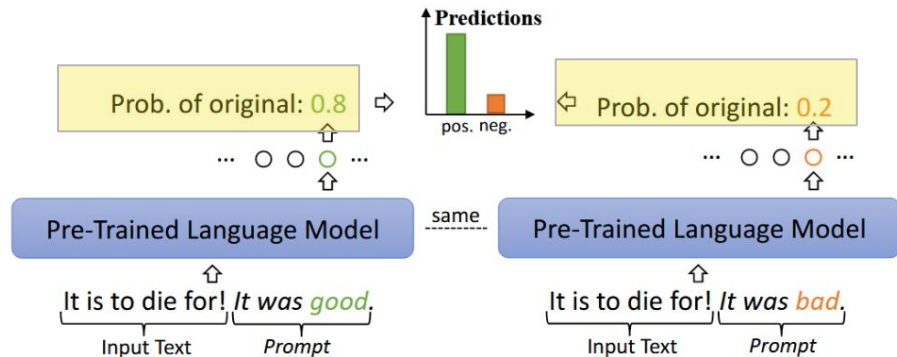 Predictions
Prob. of original: 0.8
Prob. of original: 0.2
pos. neg.
... ...
... ...
Pre-Trained Language Model
same
Pre-Trained Language Model
It is to die for! It was good.
It is to die for! It was bad.
Input Text Prompt
Input Text Prompt